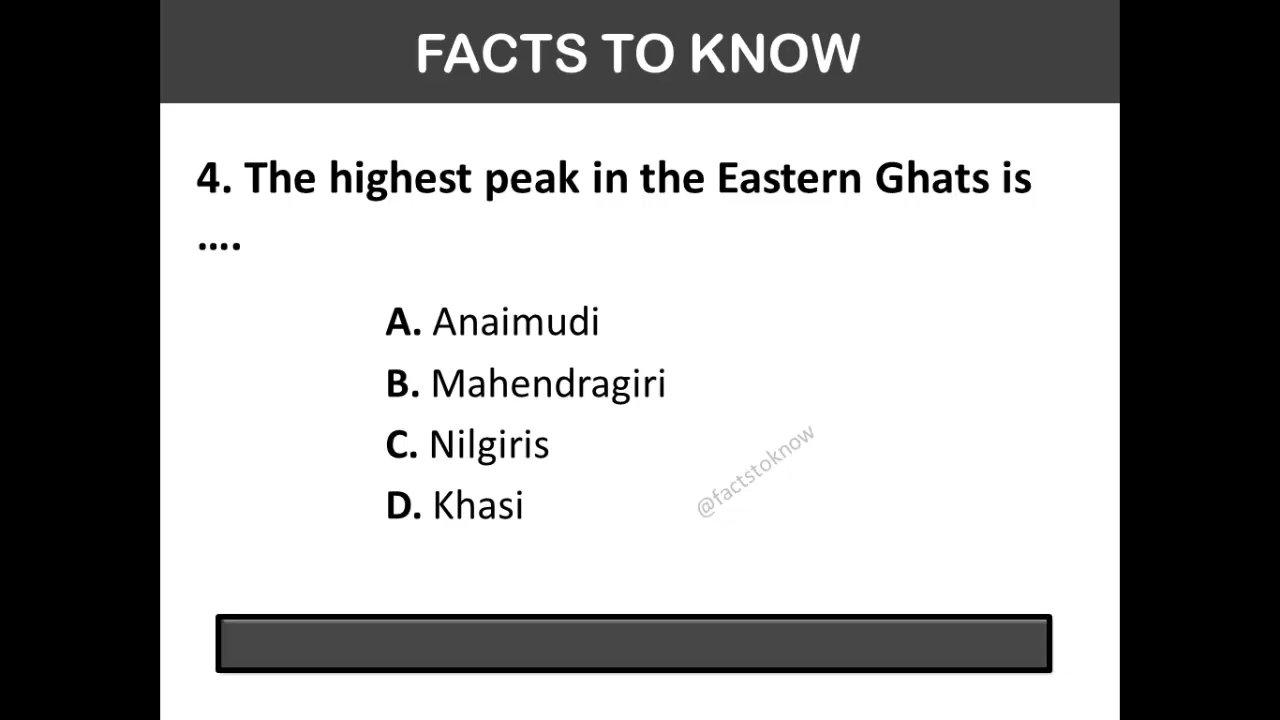 FACTS TO KNOW
4. The highest peak in the Eastern Ghats is
....
A. Anaimudi
B. Mahendragiri
C. Nilgiris
D. Khasi
@factstoknow